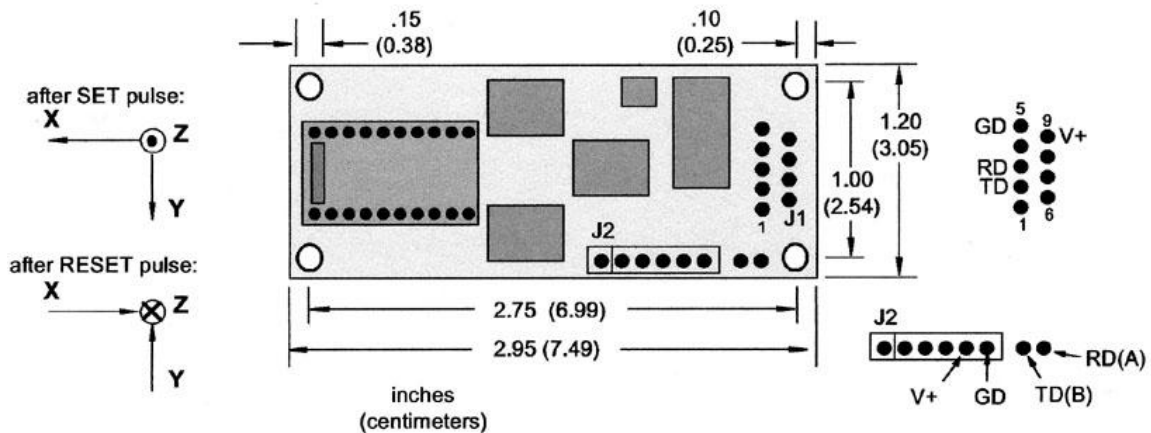 .15
(0.38)
.10
(0.25)
after SET pulse:
X
Z
Y
after RESET pulse:
X
Z
Y
1.20
(3.05)
1.00
(2.54)
J2
1
J1
2.75 (6.99)
2.95 (7.49)
inches
(centimeters)
5
9
GD
V+
RD
TD
1
6
J2
V+
GD
TD(B)
RD(A)